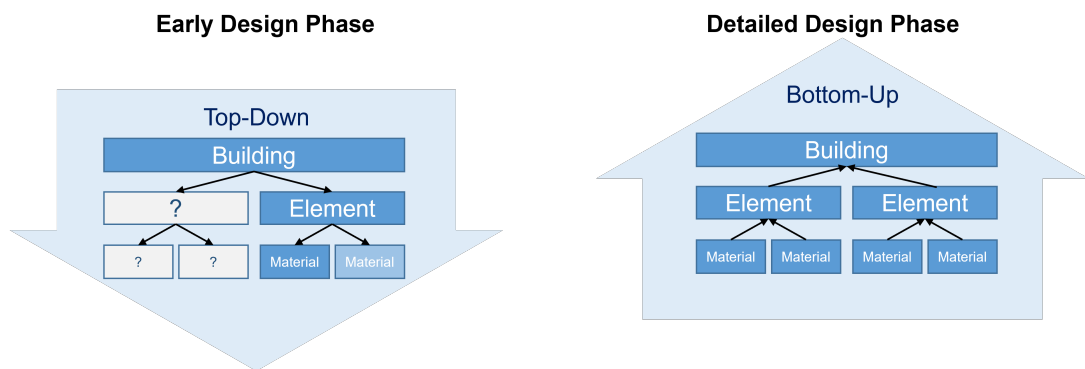 Early Design Phase
Top-Down
Building
? Element
? ? Material Material
Detailed Design Phase
Bottom-Up
Building
Element Element
Material Material Material Material